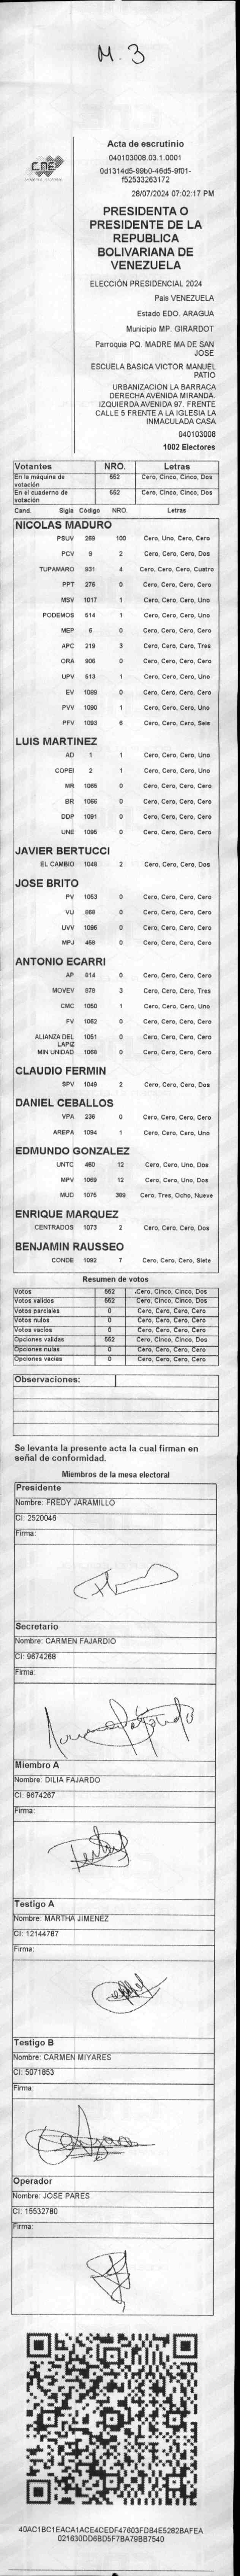 M. 3
CNE
Acta de escrutinio
040103008.03.1.0001
0d1314d5-99b0-46d5-9f01-
f52533263172
28/07/2024 07:02:17 PM
PRESIDENTA O
PRESIDENTE DE LA
REPUBLICA
BOLIVARIANA DE
VENEZUELA
ELECCIÓN PRESIDENCIAL 2024
Pais VENEZUELA
Estado EDO. ARAGUA
Municipio MP. GIRARDOT
Parroquia PQ. MADRE MA DE SAN
JOSE
ESCUELA BASICA VICTOR MANUEL
PATIO
URBANIZACION LA BARRACA
DERECHA AVENIDA MIRANDA.
IZQUIERDA AVENIDA 97. FRENTE
CALLE 5 FRENTE A LA IGLESIA LA
INMACULADA CASA
040103008
1002 Electores
Votantes NRO. Letras
En la máquina de votación 552 Cero, Cinco, Cinco, Dos
En el cuaderno de votación 552 Cero, Cinco, Cinco, Dos
Cand. Sigla Código NRO. Letras
NICOLAS MADURO
PSUV 269 100 Cero, Uno, Cero, Cero
PCV 9 2 Cero, Cero, Cero, Dos
TUPAMARO 931 4 Cero, Cero, Cero, Cuatro
PPT 276 0 Cero, Cero, Cero, Cero
MSV 1017 1 Cero, Cero, Cero, Uno
PODEMOS 514 1 Cero, Cero, Cero, Uno
MEP 6 0 Cero, Cero, Cero, Cero
APC 219 3 Cero, Cero, Cero, Tres
ORA 906 0 Cero, Cero, Cero, Cero
UPV 513 1 Cero, Cero, Cero, Uno
EV 1089 0 Cero, Cero, Cero, Cero
PVV 1090 1 Cero, Cero, Cero, Uno
PFV 1093 6 Cero, Cero, Cero, Seis
LUIS MARTINEZ
AD 1 1 Cero, Cero, Cero, Uno
COPEI 2 1 Cero, Cero, Cero, Uno
MR 1065 0 Cero, Cero, Cero, Cero
BR 1066 0 Cero, Cero, Cero, Cero
DDP 1091 0 Cero, Cero, Cero, Cero
UNE 1095 0 Cero, Cero, Cero, Cero
JAVIER BERTUCCI
EL CAMBIO 1048 2 Cero, Cero, Cero, Dos
JOSE BRITO
PV 1053 0 Cero, Cero, Cero, Cero
VU 868 0 Cero, Cero, Cero, Cero
UVV 1096 0 Cero, Cero, Cero, Cero
MPJ 458 0 Cero, Cero, Cero, Cero
ANTONIO ECARRI
AP 814 0 Cero, Cero, Cero, Cero
MOVEV 878 3 Cero, Cero, Cero, Tres
CMC 1050 1 Cero, Cero, Cero, Uno
FV 1062 0 Cero, Cero, Cero, Cero
ALIANZA DEL LAPIZ 1051 0 Cero, Cero, Cero, Cero
MIN UNIDAD 1068 0 Cero, Cero, Cero, Cero
CLAUDIO FERMIN
SPV 1049 2 Cero, Cero, Cero, Dos
DANIEL CEBALLOS
VPA 236 0 Cero, Cero, Cero, Cero
AREPA 1094 1 Cero, Cero, Cero, Uno
EDMUNDO GONZALEZ
UNTC 460 12 Cero, Cero, Uno, Dos
MPV 1069 12 Cero, Cero, Uno, Dos
MUD 1076 389 Cero, Tres, Ocho, Nueve
ENRIQUE MARQUEZ
CENTRADOS 1073 2 Cero, Cero, Cero, Dos
BENJAMIN RAUSSEO
CONDE 1092 7 Cero, Cero, Cero, Siete
Resumen de votos
Votos 552 Cero, Cinco, Cinco, Dos
Votos validos 552 Cero, Cinco, Cinco, Dos
Votos parciales 0 Cero, Cero, Cero, Cero
Votos nulos 0 Cero, Cero, Cero, Cero
Votos vacios 0 Cero, Cero, Cero, Cero
Opciones validas 552 Cero, Cinco, Cinco, Dos
Opciones nulas 0 Cero, Cero, Cero, Cero
Opciones vacias 0 Cero, Cero, Cero, Cero
Observaciones:
Se levanta la presente acta la cual firman en
señal de conformidad.
Miembros de la mesa electoral
Presidente
Nombre: FREDY JARAMILLO
CI: 2520046
Firma:
Secretario
Nombre: CARMEN FAJARDIO
CI: 9674268
Firma:
Miembro A
Nombre: DILIA FAJARDO
CI: 9674267
Firma:
Testigo A
Nombre: MARTHA JIMENEZ
CI: 12144787
Firma:
Testigo B
Nombre: CARMEN MIYARES
CI: 5071853
Firma:
Operador
Nombre: JOSE PARES
CI: 15532780
Firma:
40AC1BC1EACA1ACE4CEDF47603FDB4E5282BAFEA
021630DD6BD5F7BA79BB7540